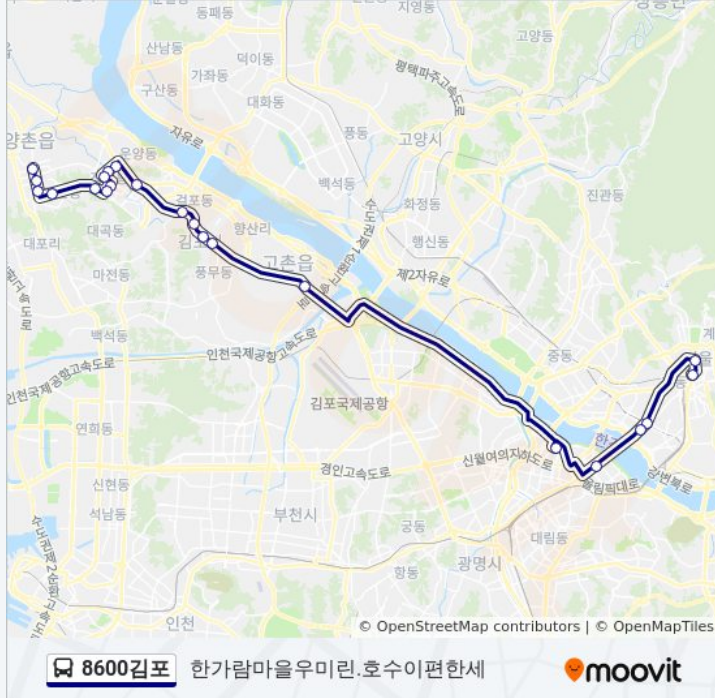 동패동
지영동
산남동
덕이동
고양동
구산동
가좌동
대화동
평택파주고속도로
자유로
풍동
고양시
양촌읍
운양동
백석동
진관동
걸포동
화정동
대곡동
향산리
행신동
대포리
마전동
풍무동
고촌읍
제2자유로
백석동
인천국제공항고속도로
중동
인천국제공항고속도로
김포국제공항
연희동
경인고속도로
신월여의지하도로
강변북로
올림픽대로
신현동
석남동
부천시
궁동
대림동
광명시
항동
수도권제2순환고속도로
인천
© OpenStreetMap contributors | © OpenMapTiles
8600김포
한가람마을우미린.호수이편한세
moovit